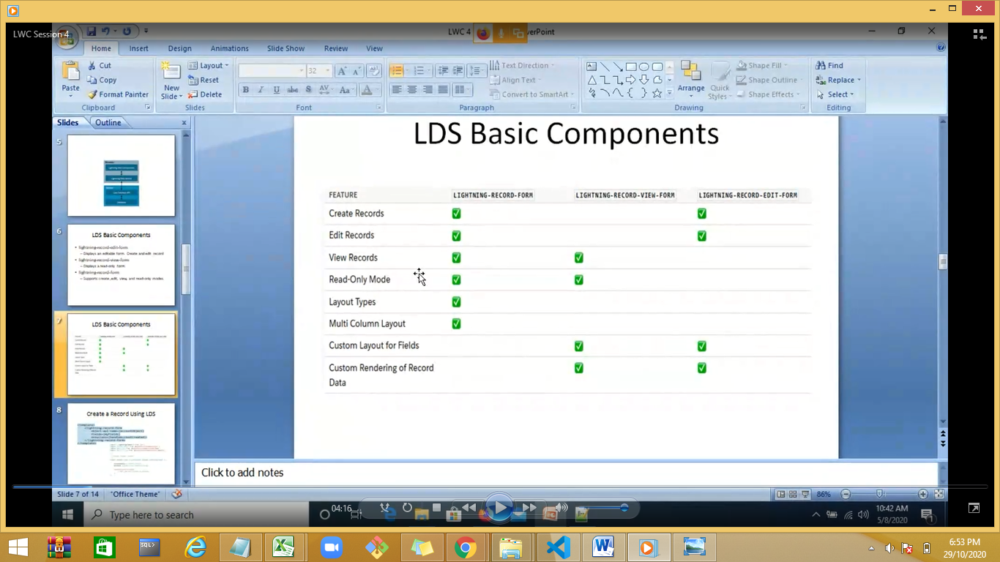 LWC Session 4
LWC 4
erPoint
Home Insert Design Animations Slide Show Review View
Paste
Cut
Copy
Format Painter
Clipboard
New
Slide
Layout
Reset
Delete
Slides
32
Font
Paragraph
Text Direction
Align Text
Convert to SmartArt
Arrange
Quick
Styles
Shape Fill
Shape Outline
Shape Effects
Drawing
Find
Replace
Select
Editing
Slides Outline x
5
6
LDS Basic Components
lightning-record-edit-form
– Displays an editable form. Create and edit record
lightning-record-view-form
– Displays a read-only form
lightning-record-form
– Supports create, edit, view, and read-only modes
7
LDS Basic Components
8
Create a Record Using LDS
LDS Basic Components
FEATURE LIGHTNING-RECORD-FORM LIGHTNING-RECORD-VIEW-FORM LIGHTNING-RECORD-EDIT-FORM
Create Records ✅ ✅
Edit Records ✅ ✅
View Records ✅ ✅
Read-Only Mode ✅ ✅
Layout Types ✅
Multi Column Layout ✅
Custom Layout for Fields ✅ ✅
Custom Rendering of Record
Data ✅ ✅
Click to add notes
Slide 7 of 14 "Office Theme" 86%
04:16
Type here to search
10:42 AM
5/8/2020
1
SQL>
6:53 PM
29/10/2020